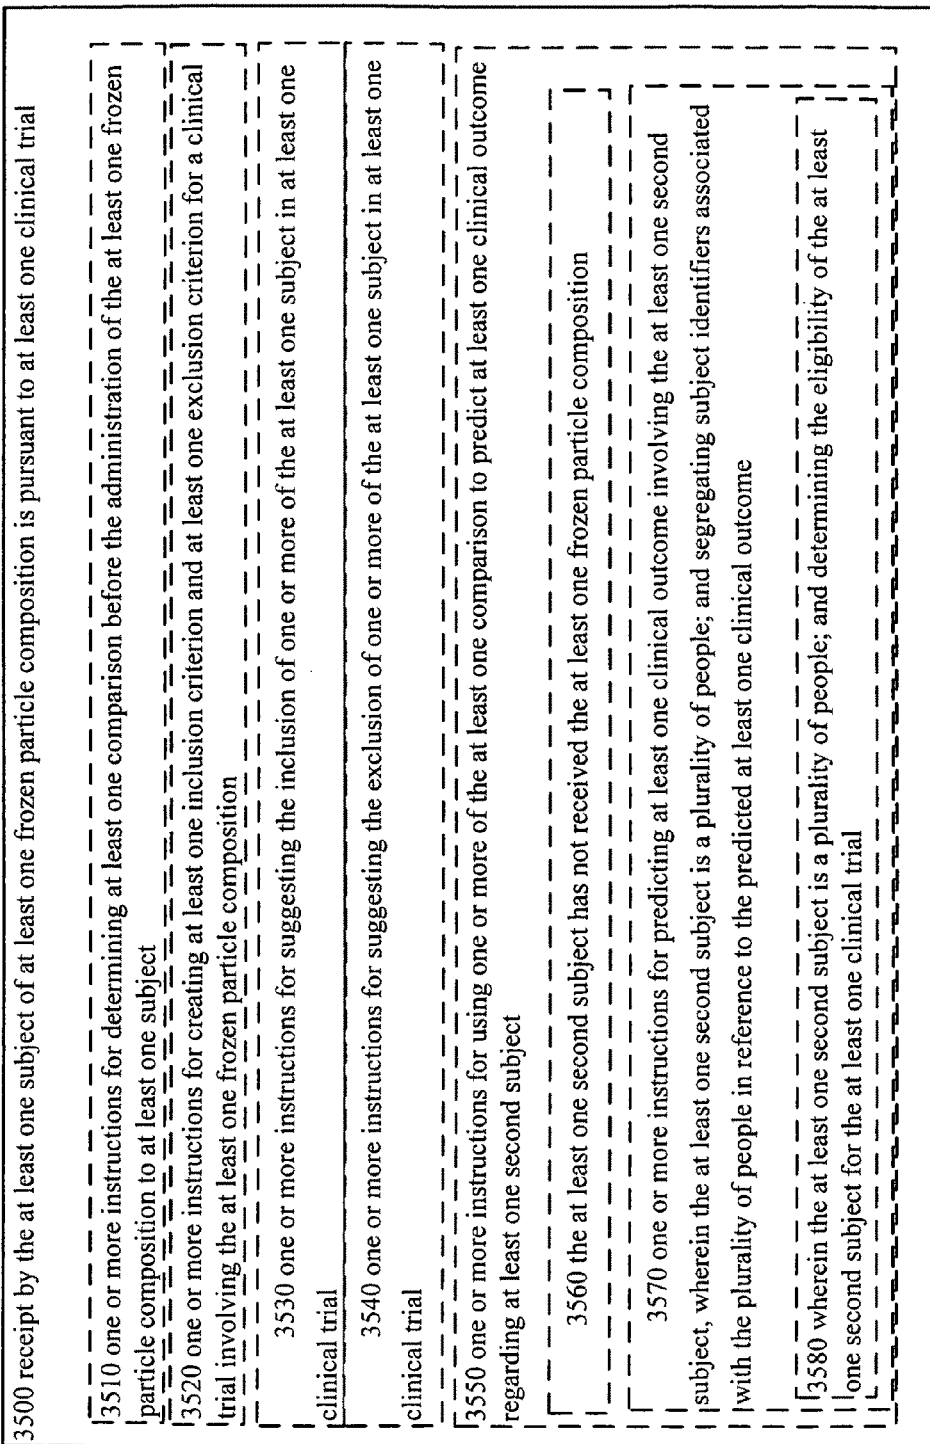 3500 receipt by the at least one subject of at least one frozen particle composition is pursuant to at least one clinical trial
3510 one or more instructions for determining at least one comparison before the administration of the at least one frozen
particle composition to at least one subject
3520 one or more instructions for creating at least one inclusion criterion and at least one exclusion criterion for a clinical
trial involving the at least one frozen particle composition
3530 one or more instructions for suggesting the inclusion of one or more of the at least one subject in at least one
clinical trial
3540 one or more instructions for suggesting the exclusion of one or more of the at least one subject in at least one
clinical trial
3550 one or more instructions for using one or more of the at least one comparison to predict at least one clinical outcome
regarding at least one second subject
3560 the at least one second subject has not received the at least one frozen particle composition
3570 one or more instructions for predicting at least one clinical outcome involving the at least one second
subject, wherein the at least one second subject is a plurality of people; and segregating subject identifiers associated
with the plurality of people in reference to the predicted at least one clinical outcome
3580 wherein the at least one second subject is a plurality of people; and determining the eligibility of the at least
one second subject for the at least one clinical trial